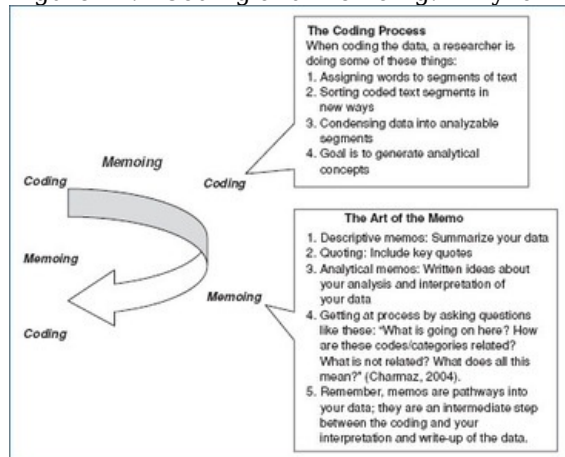 The Coding Process
When coding the data, a researcher is
doing some of these things:
1. Assigning words to segments of text
2. Sorting coded text segments in
new ways
3. Condensing data into analyzable
segments
4. Goal is to generate analytical
concepts
Memoing
Coding
Coding
The Art of the Memo
1. Descriptive memos: Summarize your data
2. Quoting: Include key quotes
3. Analytical memos: Written ideas about
your analysis and interpretation of
your data
4. Getting at process by asking questions
like these: “What is going on here? How
are these codes/categories related?
What is not related? What does all this
mean?” (Charmaz, 2004).
5. Remember, memos are pathways into
your data; they are an intermediate step
between the coding and your
interpretation and write-up of the data.
Memoing
Memoing
Coding